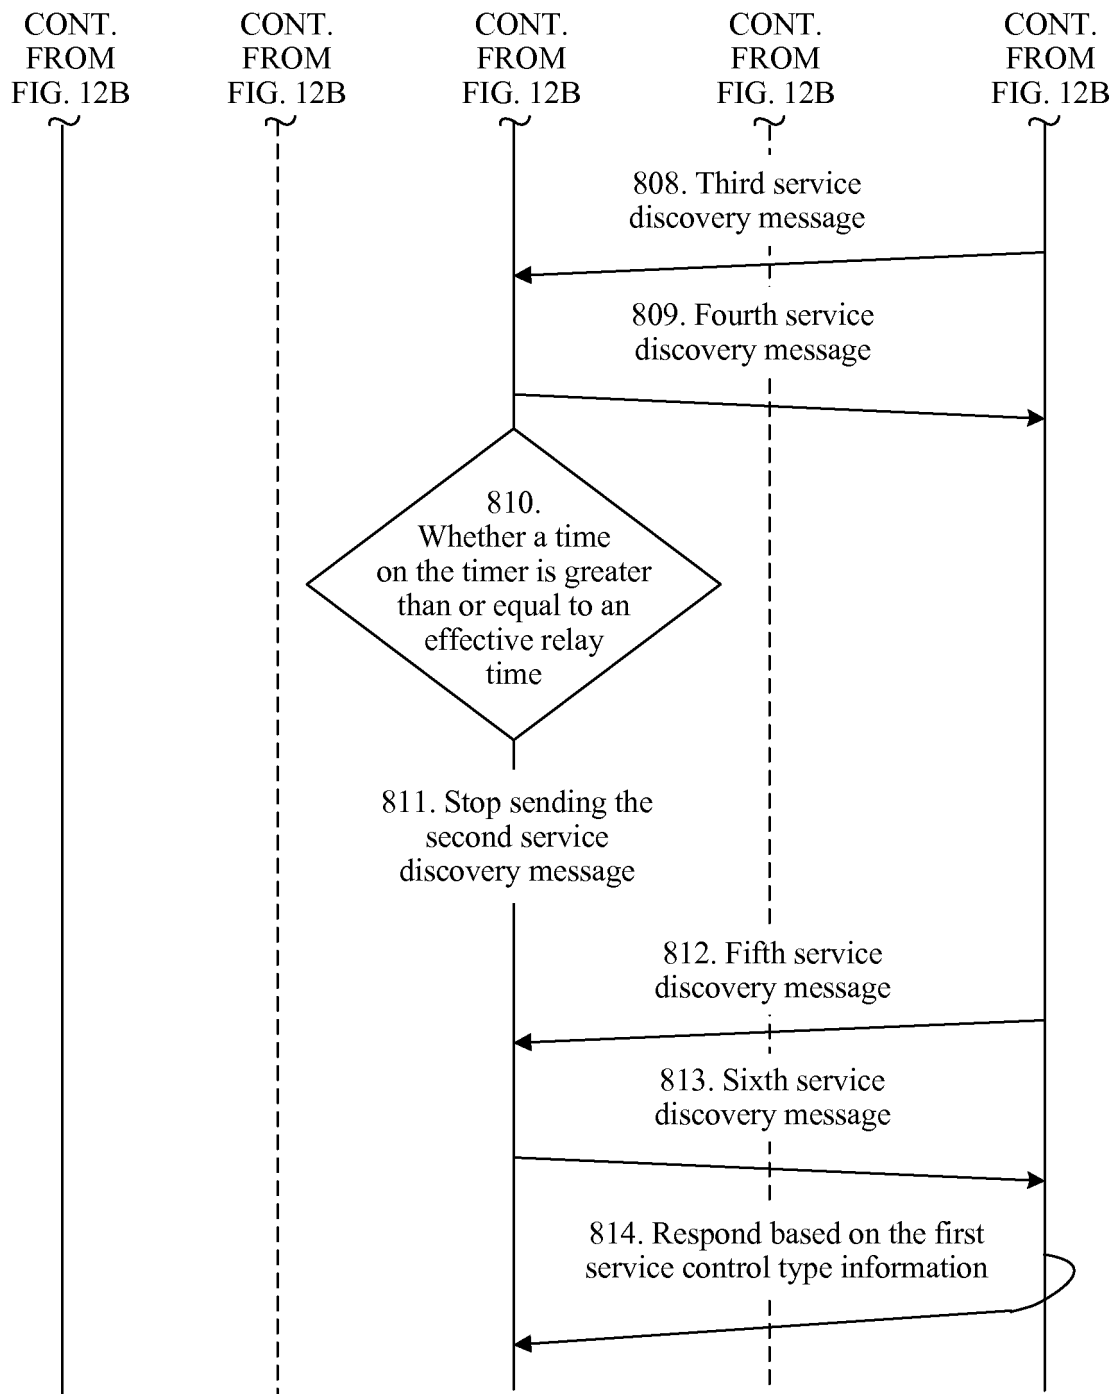 CONT. CONT. CONT. CONT. CONT.
FROM FROM FROM FROM FROM
FIG. 12B FIG. 12B FIG. 12B FIG. 12B FIG. 12B
808. Third service
discovery message
809. Fourth service
discovery message
810.
Whether a time
on the timer is greater
than or equal to an
effective relay
time
811. Stop sending the
second service
discovery message
812. Fifth service
discovery message
813. Sixth service
discovery message
814. Respond based on the first
service control type information